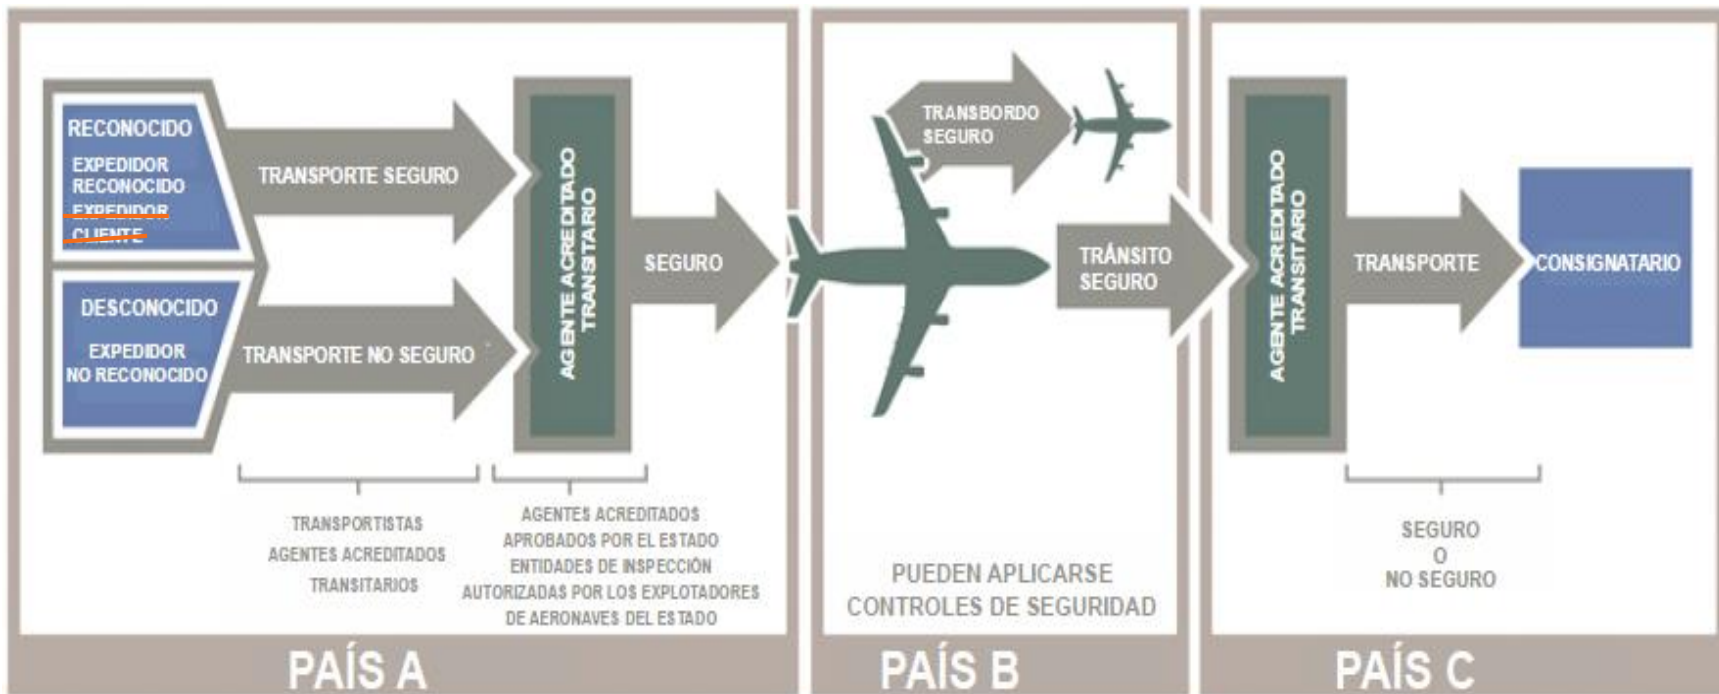 RECONOCIDO
EXPEDIDOR
RECONOCIDO
EXPEDIDOR
CLIENTE
DESCONOCIDO
EXPEDIDOR
NO RECONOCIDO
TRANSPORTE SEGURO
TRANSPORTE NO SEGURO
AGENTE ACREDITADO
TRANSITARIO
SEGURO
TRANSPORTISTAS
AGENTES ACREDITADOS
TRANSITARIOS
AGENTES ACREDITADOS
APROBADOS POR EL ESTADO
ENTIDADES DE INSPECCIÓN
AUTORIZADAS POR LOS EXPLOTADORES
DE AERONAVES DEL ESTADO
PAÍS A
TRANSBORDO
SEGURO
TRÁNSITO
SEGURO
PUEDEN APLICARSE
CONTROLES DE SEGURIDAD
PAÍS B
AGENTE ACREDITADO
TRANSITARIO
TRANSPORTE
CONSIGNATARIO
SEGURO
O
NO SEGURO
PAÍS C